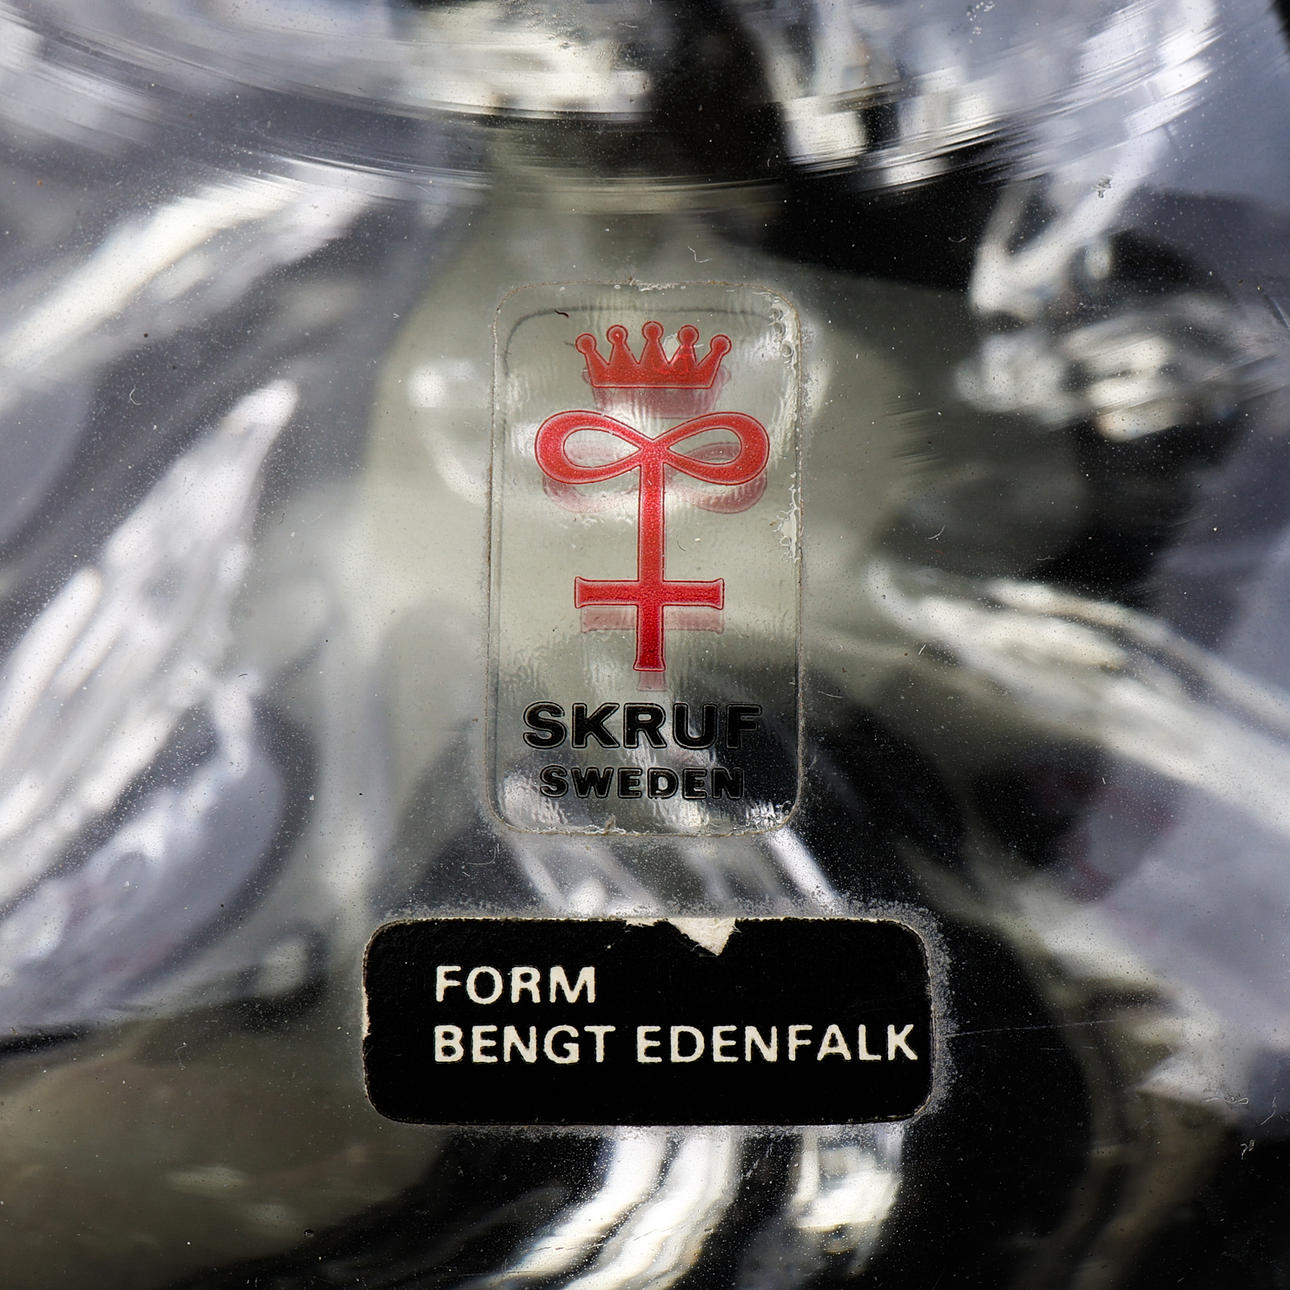 SKRUF
SWEDEN
FORM
BENGT EDENFALK